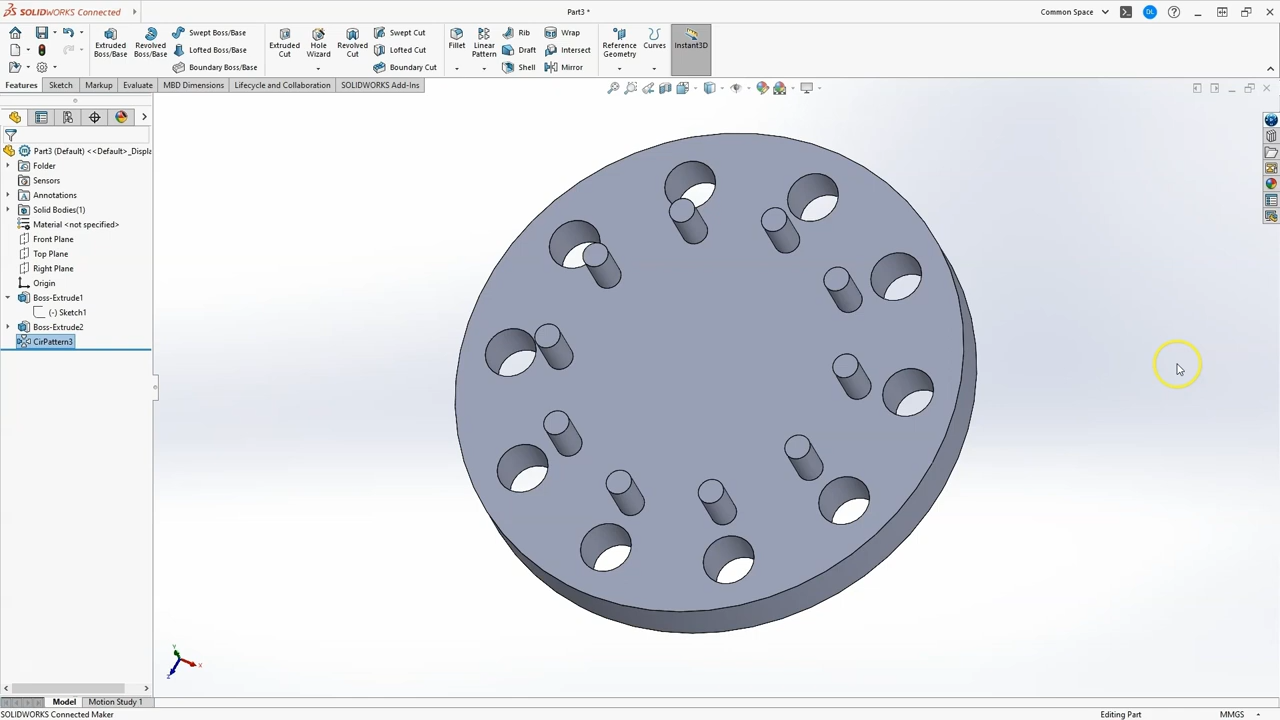 SOLIDWORKS Connected
Part3 *
Common Space
DL
Extruded Boss/Base
Revolved Boss/Base
Swept Boss/Base
Lofted Boss/Base
Boundary Boss/Base
Extruded Cut
Hole Wizard
Revolved Cut
Swept Cut
Lofted Cut
Boundary Cut
Fillet
Linear Pattern
Rib
Draft
Shell
Wrap
Intersect
Mirror
Reference Geometry
Curves
Instant3D
Features Sketch Markup Evaluate MBD Dimensions Lifecycle and Collaboration SOLIDWORKS Add-Ins
Part3 (Default) <<Default>_Displa
Folder
Sensors
Annotations
Solid Bodies(1)
Material <not specified>
Front Plane
Top Plane
Right Plane
Origin
Boss-Extrude1
(-) Sketch1
Boss-Extrude2
CirPattern3
Y
X
Z
Model Motion Study 1
SOLIDWORKS Connected Maker
Editing Part
MMGS